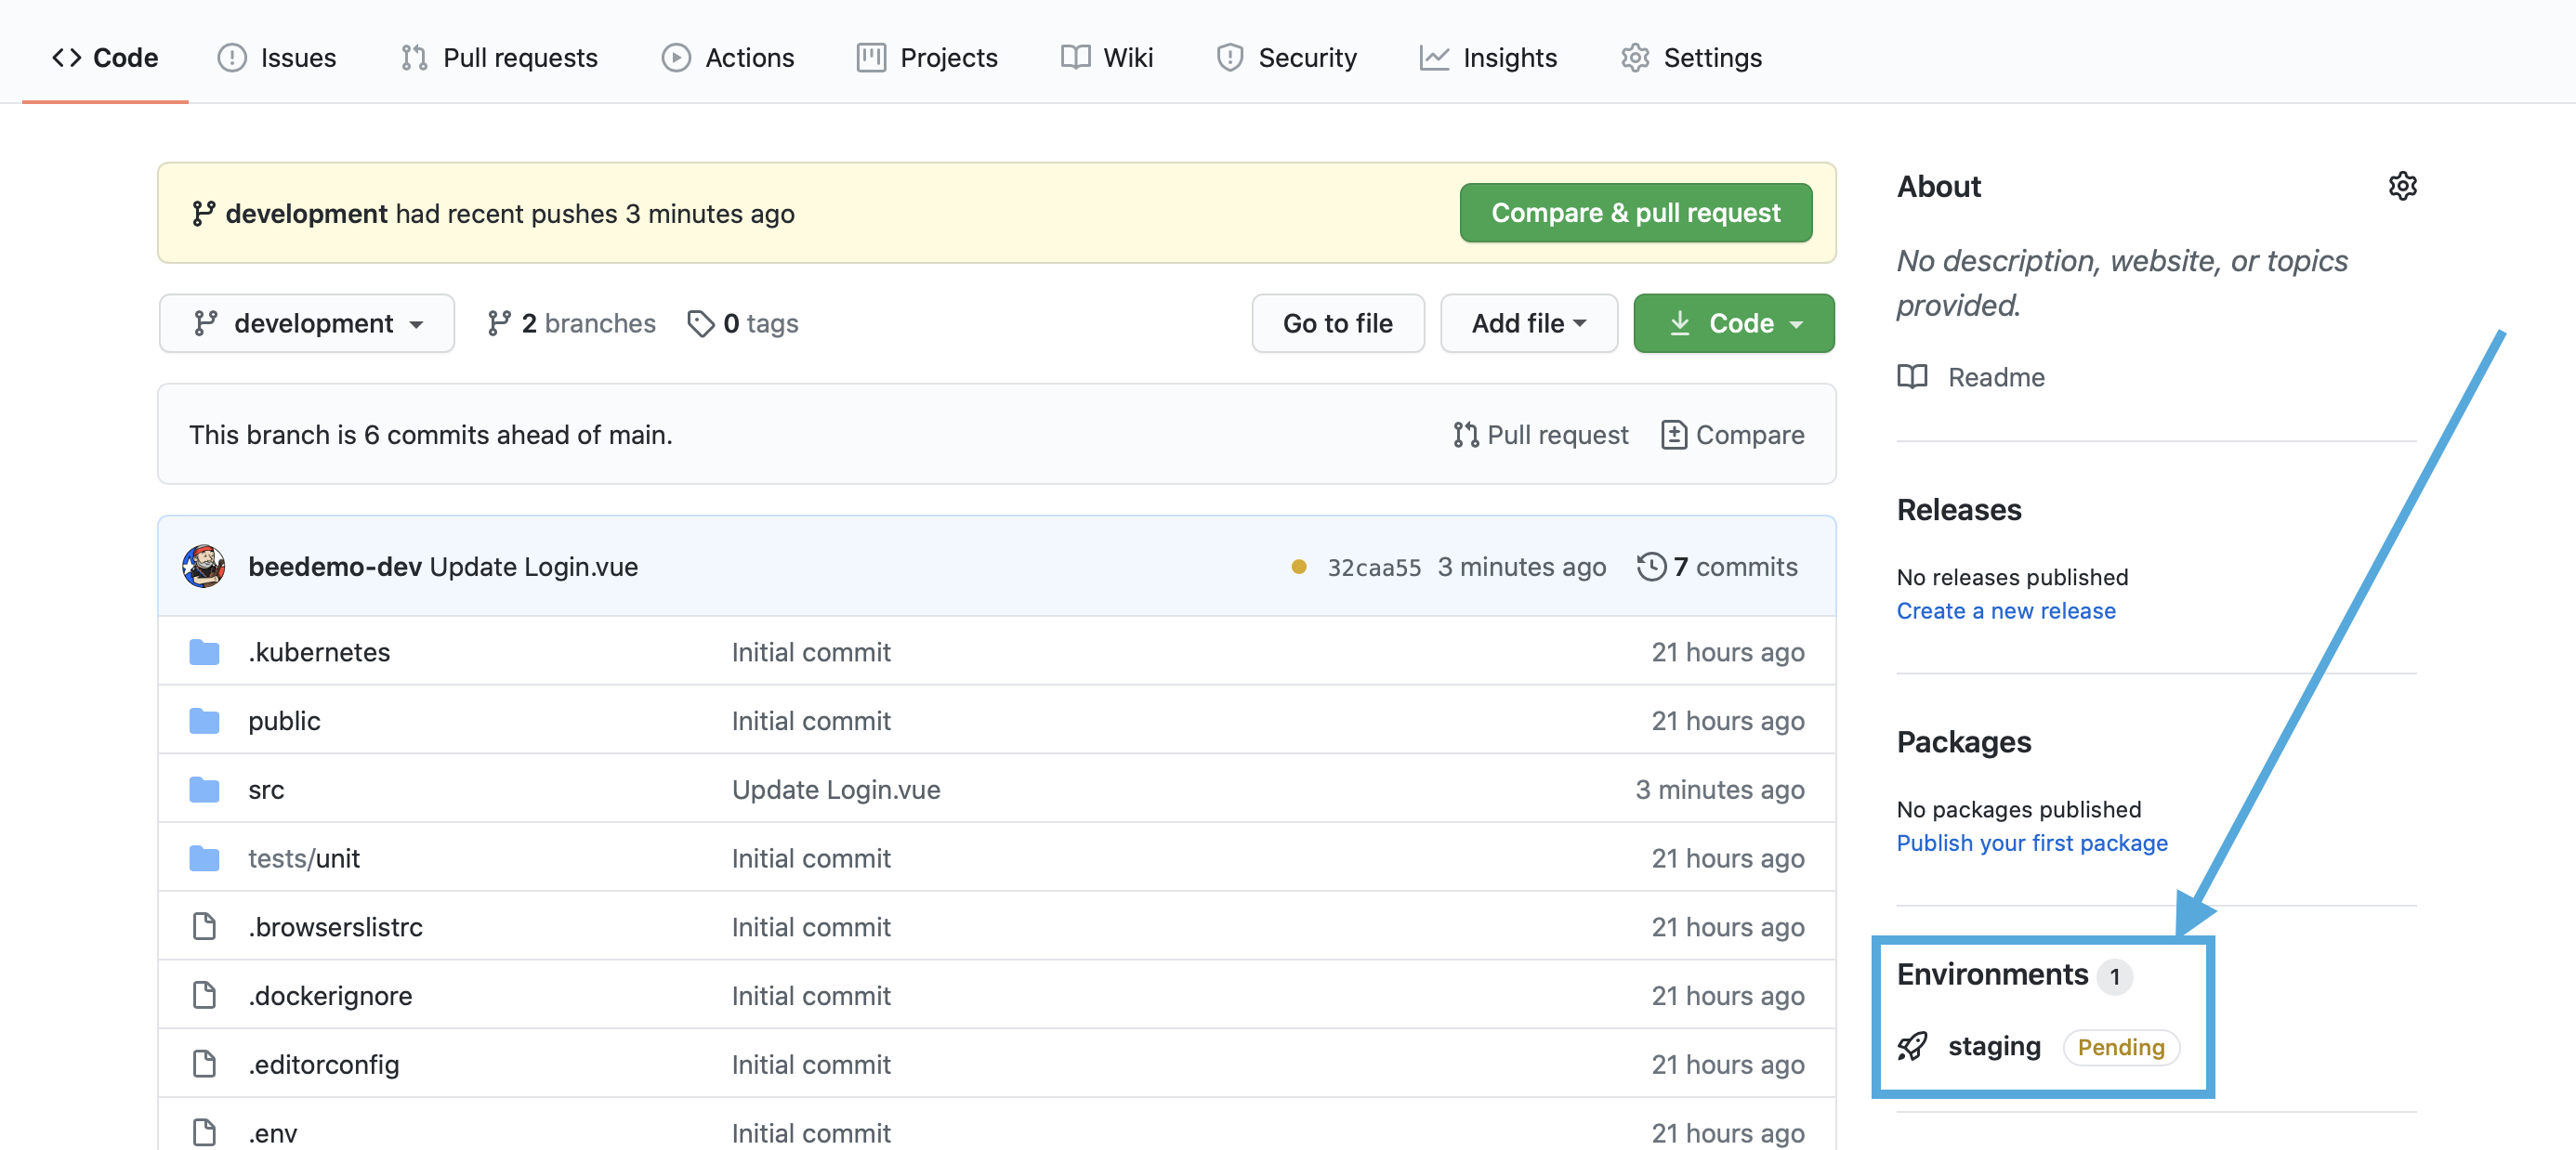 Code Issues Pull requests Actions Projects Wiki Security Insights Settings
development had recent pushes 3 minutes ago Compare & pull request
development 2 branches 0 tags Go to file Add file Code
This branch is 6 commits ahead of main. Pull request Compare
beedemo-dev Update Login.vue 32caa55 3 minutes ago 7 commits
.kubernetes Initial commit 21 hours ago
public Initial commit 21 hours ago
src Update Login.vue 3 minutes ago
tests/unit Initial commit 21 hours ago
.browserslistrc Initial commit 21 hours ago
.dockerignore Initial commit 21 hours ago
.editorconfig Initial commit 21 hours ago
.env Initial commit 21 hours ago
About
No description, website, or topics
provided.
Readme
Releases
No releases published
Create a new release
Packages
No packages published
Publish your first package
Environments 1
staging Pending